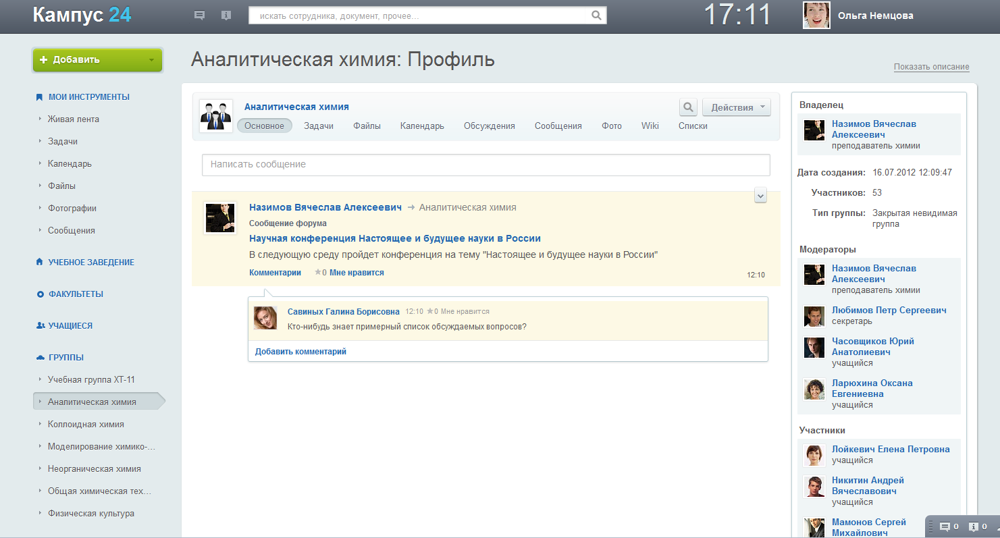 Кампус 24
искать сотрудника, документ, прочее...
17:11
Ольга Немцова
Добавить
МОИ ИНСТРУМЕНТЫ
Живая лента
Задачи
Календарь
Файлы
Фотографии
Сообщения
УЧЕБНОЕ ЗАВЕДЕНИЕ
ФАКУЛЬТЕТЫ
УЧАЩИЕСЯ
ГРУППЫ
Учебная группа ХТ-11
Аналитическая химия
Коллоидная химия
Моделирование химико-...
Неорганическая химия
Общая химическая тех...
Физическая культура
Аналитическая химия: Профиль
Показать описание
Аналитическая химия
Действия
Основное Задачи Файлы Календарь Обсуждения Сообщения Фото Wiki Списки
Написать сообщение
Назимов Вячеслав Алексеевич → Аналитическая химия
Сообщение форума
Научная конференция Настоящее и будущее науки в России
В следующую среду пройдет конференция на тему "Настоящее и будущее науки в России"
Комментарии 0 Мне нравится
12:10
Савиных Галина Борисовна 12:10 0 Мне нравится
Кто-нибудь знает примерный список обсуждаемых вопросов?
Добавить комментарий
Владелец
Назимов Вячеслав
Алексеевич
преподаватель химии
Дата создания: 16.07.2012 12:09:47
Участников: 53
Тип группы: Закрытая невидимая
группа
Модераторы
Назимов Вячеслав
Алексеевич
преподаватель химии
Любимов Петр Сергеевич
секретарь
Часовщиков Юрий
Анатолиевич
учащийся
Ларюхина Оксана
Евгениевна
учащийся
Участники
Лойкевич Елена Петровна
учащийся
Никитин Андрей
Вячеславович
учащийся
Мамонов Сергей
Михайлович
0 0